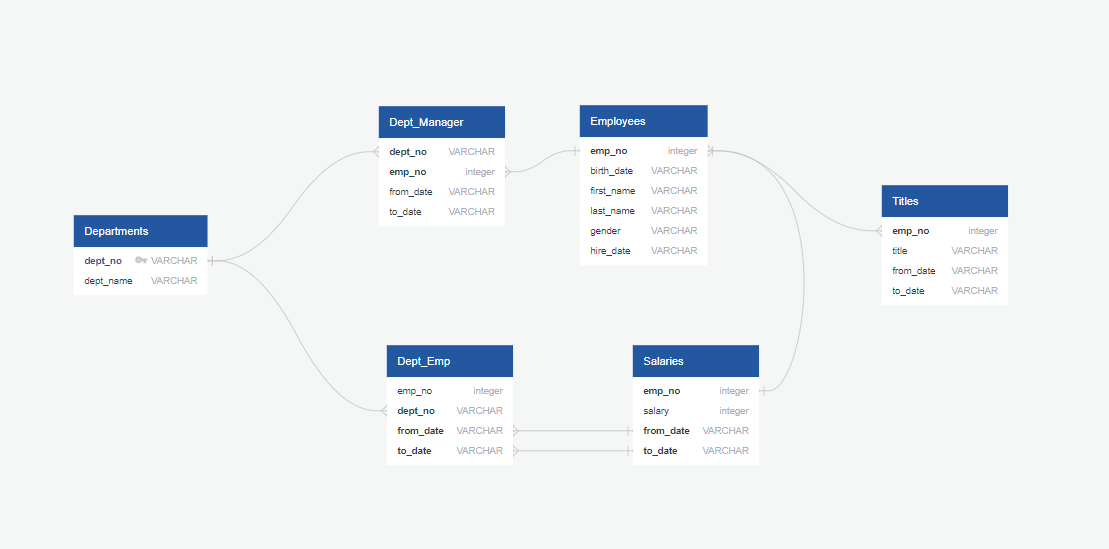 Departments
dept_no VARCHAR
dept_name VARCHAR
Dept_Manager
dept_no VARCHAR
emp_no integer
from_date VARCHAR
to_date VARCHAR
Employees
emp_no integer
birth_date VARCHAR
first_name VARCHAR
last_name VARCHAR
gender VARCHAR
hire_date VARCHAR
Titles
emp_no integer
title VARCHAR
from_date VARCHAR
to_date VARCHAR
Dept_Emp
emp_no integer
dept_no VARCHAR
from_date VARCHAR
to_date VARCHAR
Salaries
emp_no integer
salary integer
from_date VARCHAR
to_date VARCHAR